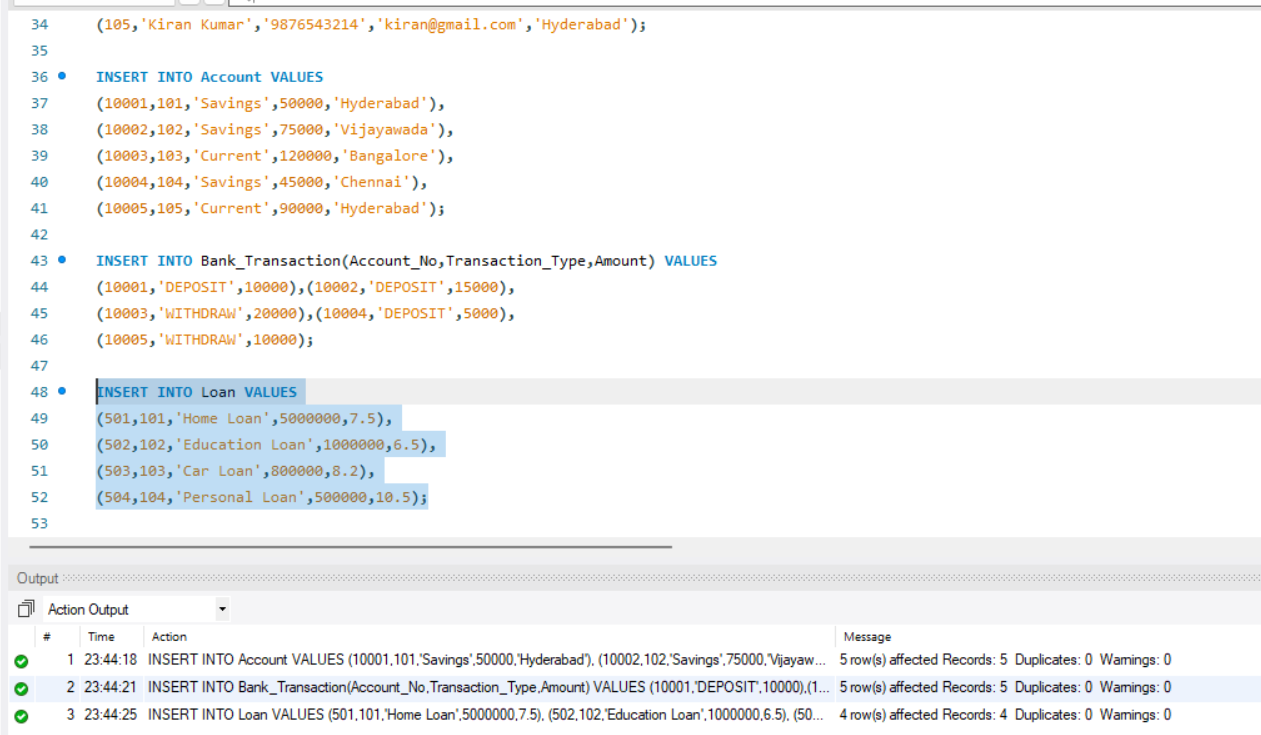 34 (105,'Kiran Kumar','9876543214','kiran@gmail.com','Hyderabad');
35
36 INSERT INTO Account VALUES
37 (10001,101,'Savings',50000,'Hyderabad'),
38 (10002,102,'Savings',75000,'Vijayawada'),
39 (10003,103,'Current',120000,'Bangalore'),
40 (10004,104,'Savings',45000,'Chennai'),
41 (10005,105,'Current',90000,'Hyderabad');
42
43 INSERT INTO Bank_Transaction(Account_No,Transaction_Type,Amount) VALUES
44 (10001,'DEPOSIT',10000),(10002,'DEPOSIT',15000),
45 (10003,'WITHDRAW',20000),(10004,'DEPOSIT',5000),
46 (10005,'WITHDRAW',10000);
47
48 INSERT INTO Loan VALUES
49 (501,101,'Home Loan',5000000,7.5),
50 (502,102,'Education Loan',1000000,6.5),
51 (503,103,'Car Loan',800000,8.2),
52 (504,104,'Personal Loan',500000,10.5);
53
Output
Action Output
# Time Action Message
1 23:44:18 INSERT INTO Account VALUES (10001,101,'Savings',50000,'Hyderabad'), (10002,102,'Savings',75000,'Vijayaw... 5 row(s) affected Records: 5 Duplicates: 0 Warnings: 0
2 23:44:21 INSERT INTO Bank_Transaction(Account_No,Transaction_Type,Amount) VALUES (10001,'DEPOSIT',10000),(1... 5 row(s) affected Records: 5 Duplicates: 0 Warnings: 0
3 23:44:25 INSERT INTO Loan VALUES (501,101,'Home Loan',5000000,7.5), (502,102,'Education Loan',1000000,6.5), (50... 4 row(s) affected Records: 4 Duplicates: 0 Warnings: 0